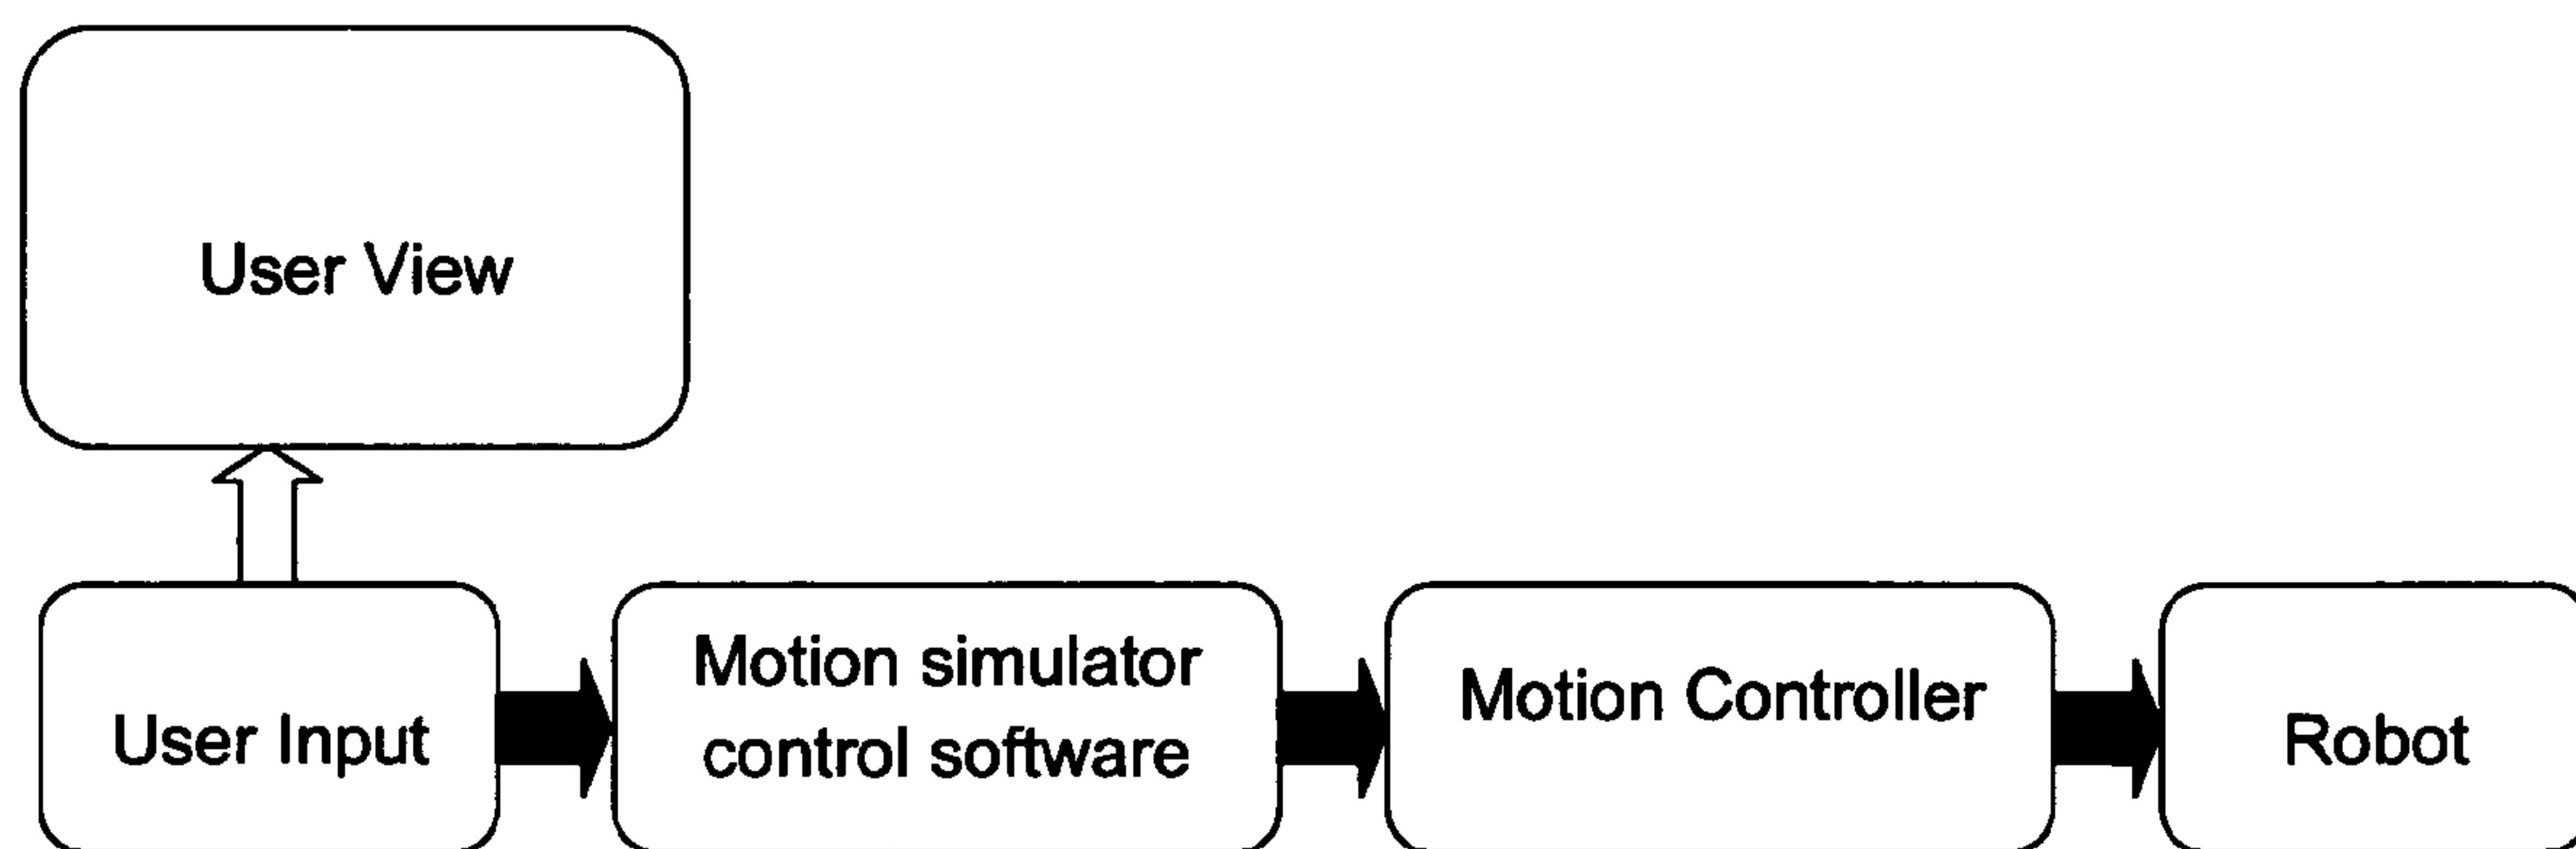 User View
User Input
Motion simulator
control software
Motion Controller
Robot